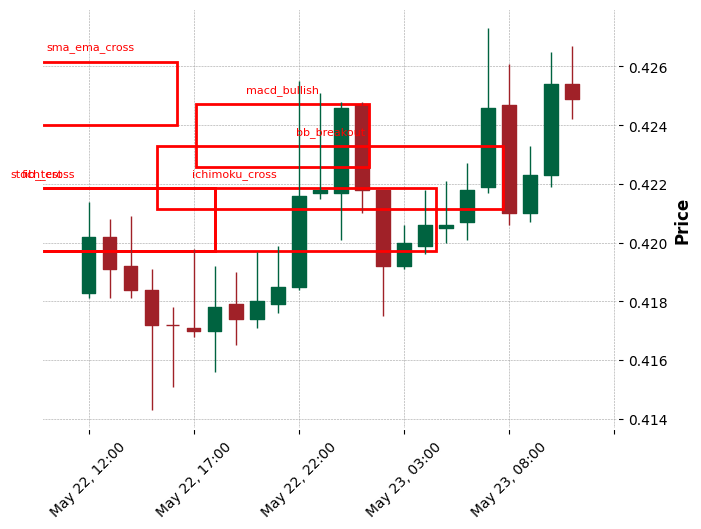 sma_ema_cross
macd_bullish
bb_breakout
ichimoku_cross
0.426
0.424
0.422
0.420
0.418
0.416
0.414
Price
May 22, 12:00
May 22, 17:00
May 22, 22:00
May 23, 03:00
May 23, 08:00